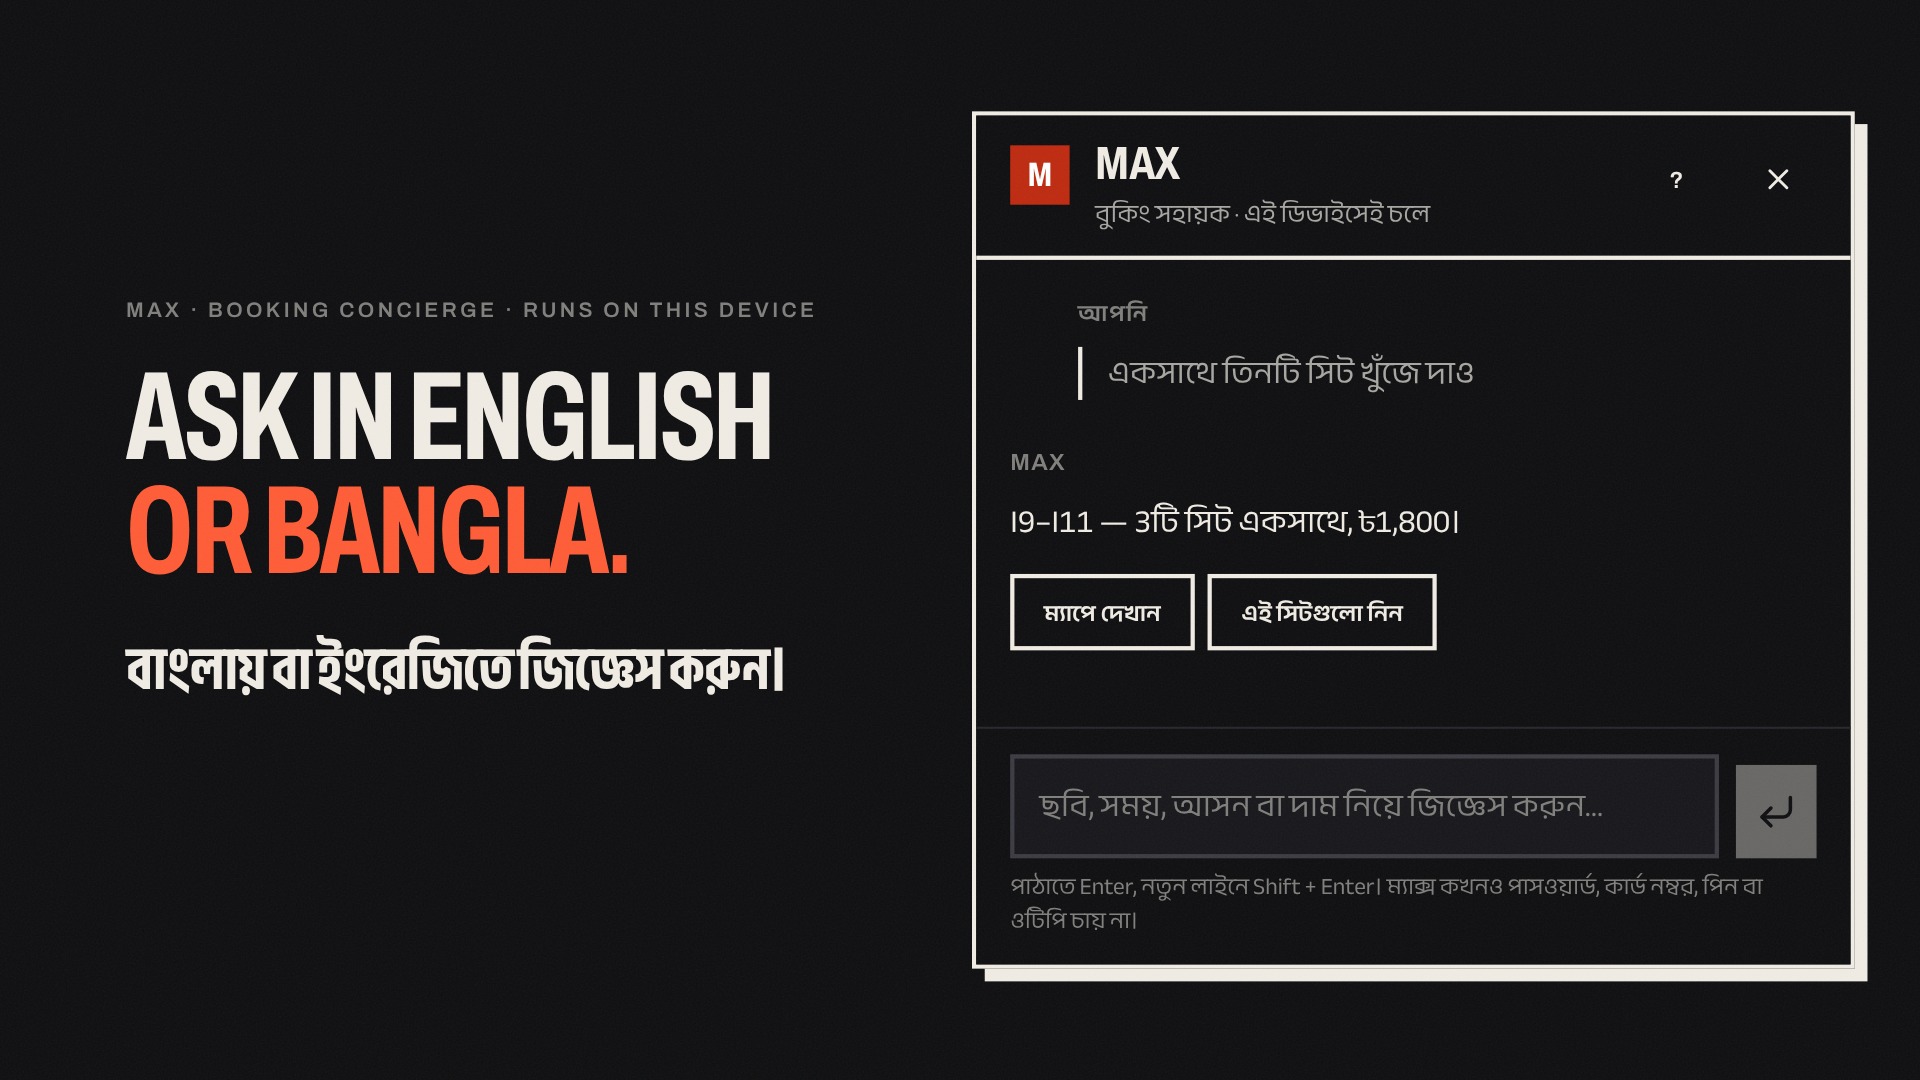 MAX · BOOKING CONCIERGE · RUNS ON THIS DEVICE
ASK IN ENGLISH
OR BANGLA.
বাংলায় বা ইংরেজিতে জিজ্ঞেস করুন।
M
MAX
বুকিং সহায়ক · এই ডিভাইসেই চলে
?
আপনি
একসাথে তিনটি সিট খুঁজে দাও
MAX
I9–I11 — 3টি সিট একসাথে, ৳1,800।
ম্যাপে দেখান
এই সিটগুলো নিন
ছবি, সময়, আসন বা দাম নিয়ে জিজ্ঞেস করুন...
পাঠাতে Enter, নতুন লাইনে Shift + Enter। ম্যাক্স কখনও পাসওয়ার্ড, কার্ড নম্বর, পিন বা
ওটিপি চায় না।